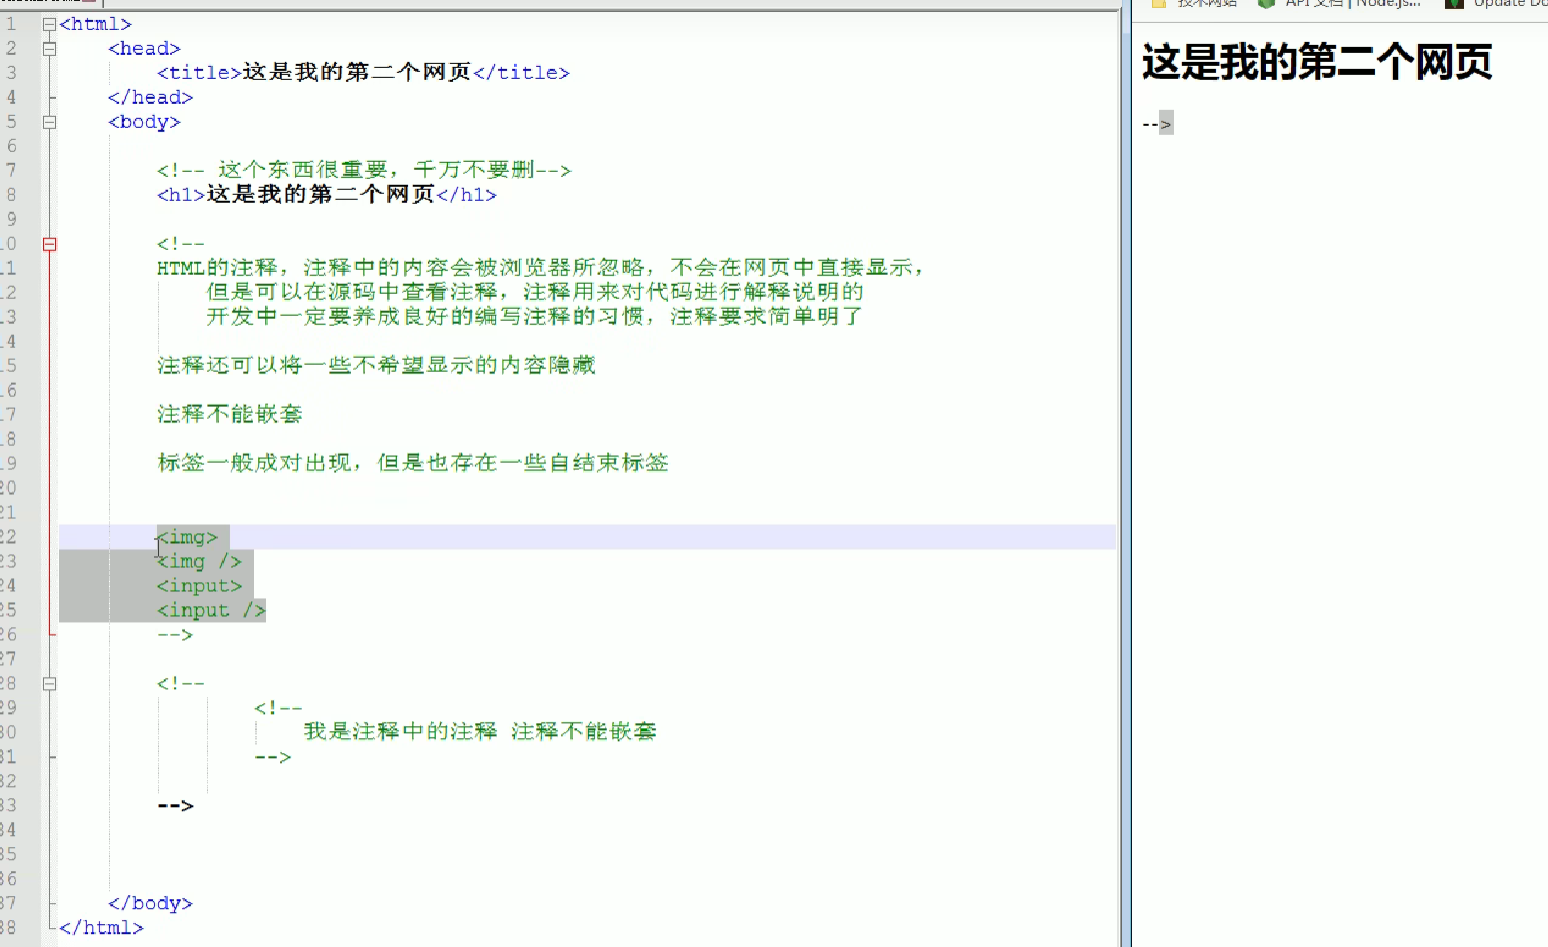 1 <html>
2 <head>
3 <title>这是我的第二个网页</title>
4 </head>
5 <body>
6
7 <!-- 这个东西很重要，千万不要删-->
8 <h1>这是我的第二个网页</h1>
9
10 <!--
11 HTML的注释，注释中的内容会被浏览器所忽略，不会在网页中直接显示，
12 但是可以在源码中查看注释，注释用来对代码进行解释说明的
13 开发中一定要养成良好的编写注释的习惯，注释要求简单明了
14
15 注释还可以将一些不希望显示的内容隐藏
16
17 注释不能嵌套
18
19 标签一般成对出现，但是也存在一些自结束标签
20
21
22 <img>
23 <img />
24 <input>
25 <input />
26 -->
27
28 <!--
29 <!--
30 我是注释中的注释 注释不能嵌套
31 -->
32
33 -->
34
35
36
37 </body>
38 </html>
技术网站 API 文档 | Node.js... Update Do
这是我的第二个网页
-->